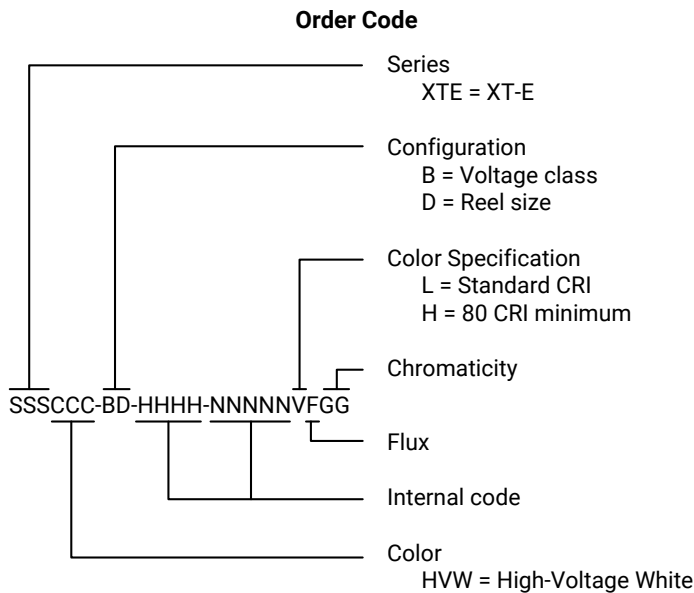 Order Code
Series
XTE = XT-E
Configuration
B = Voltage class
D = Reel size
Color Specification
L = Standard CRI
H = 80 CRI minimum
Chromaticity
SSSCCC-BD-HHHH-NNNNNVFGG
Flux
Internal code
Color
HVW = High-Voltage White